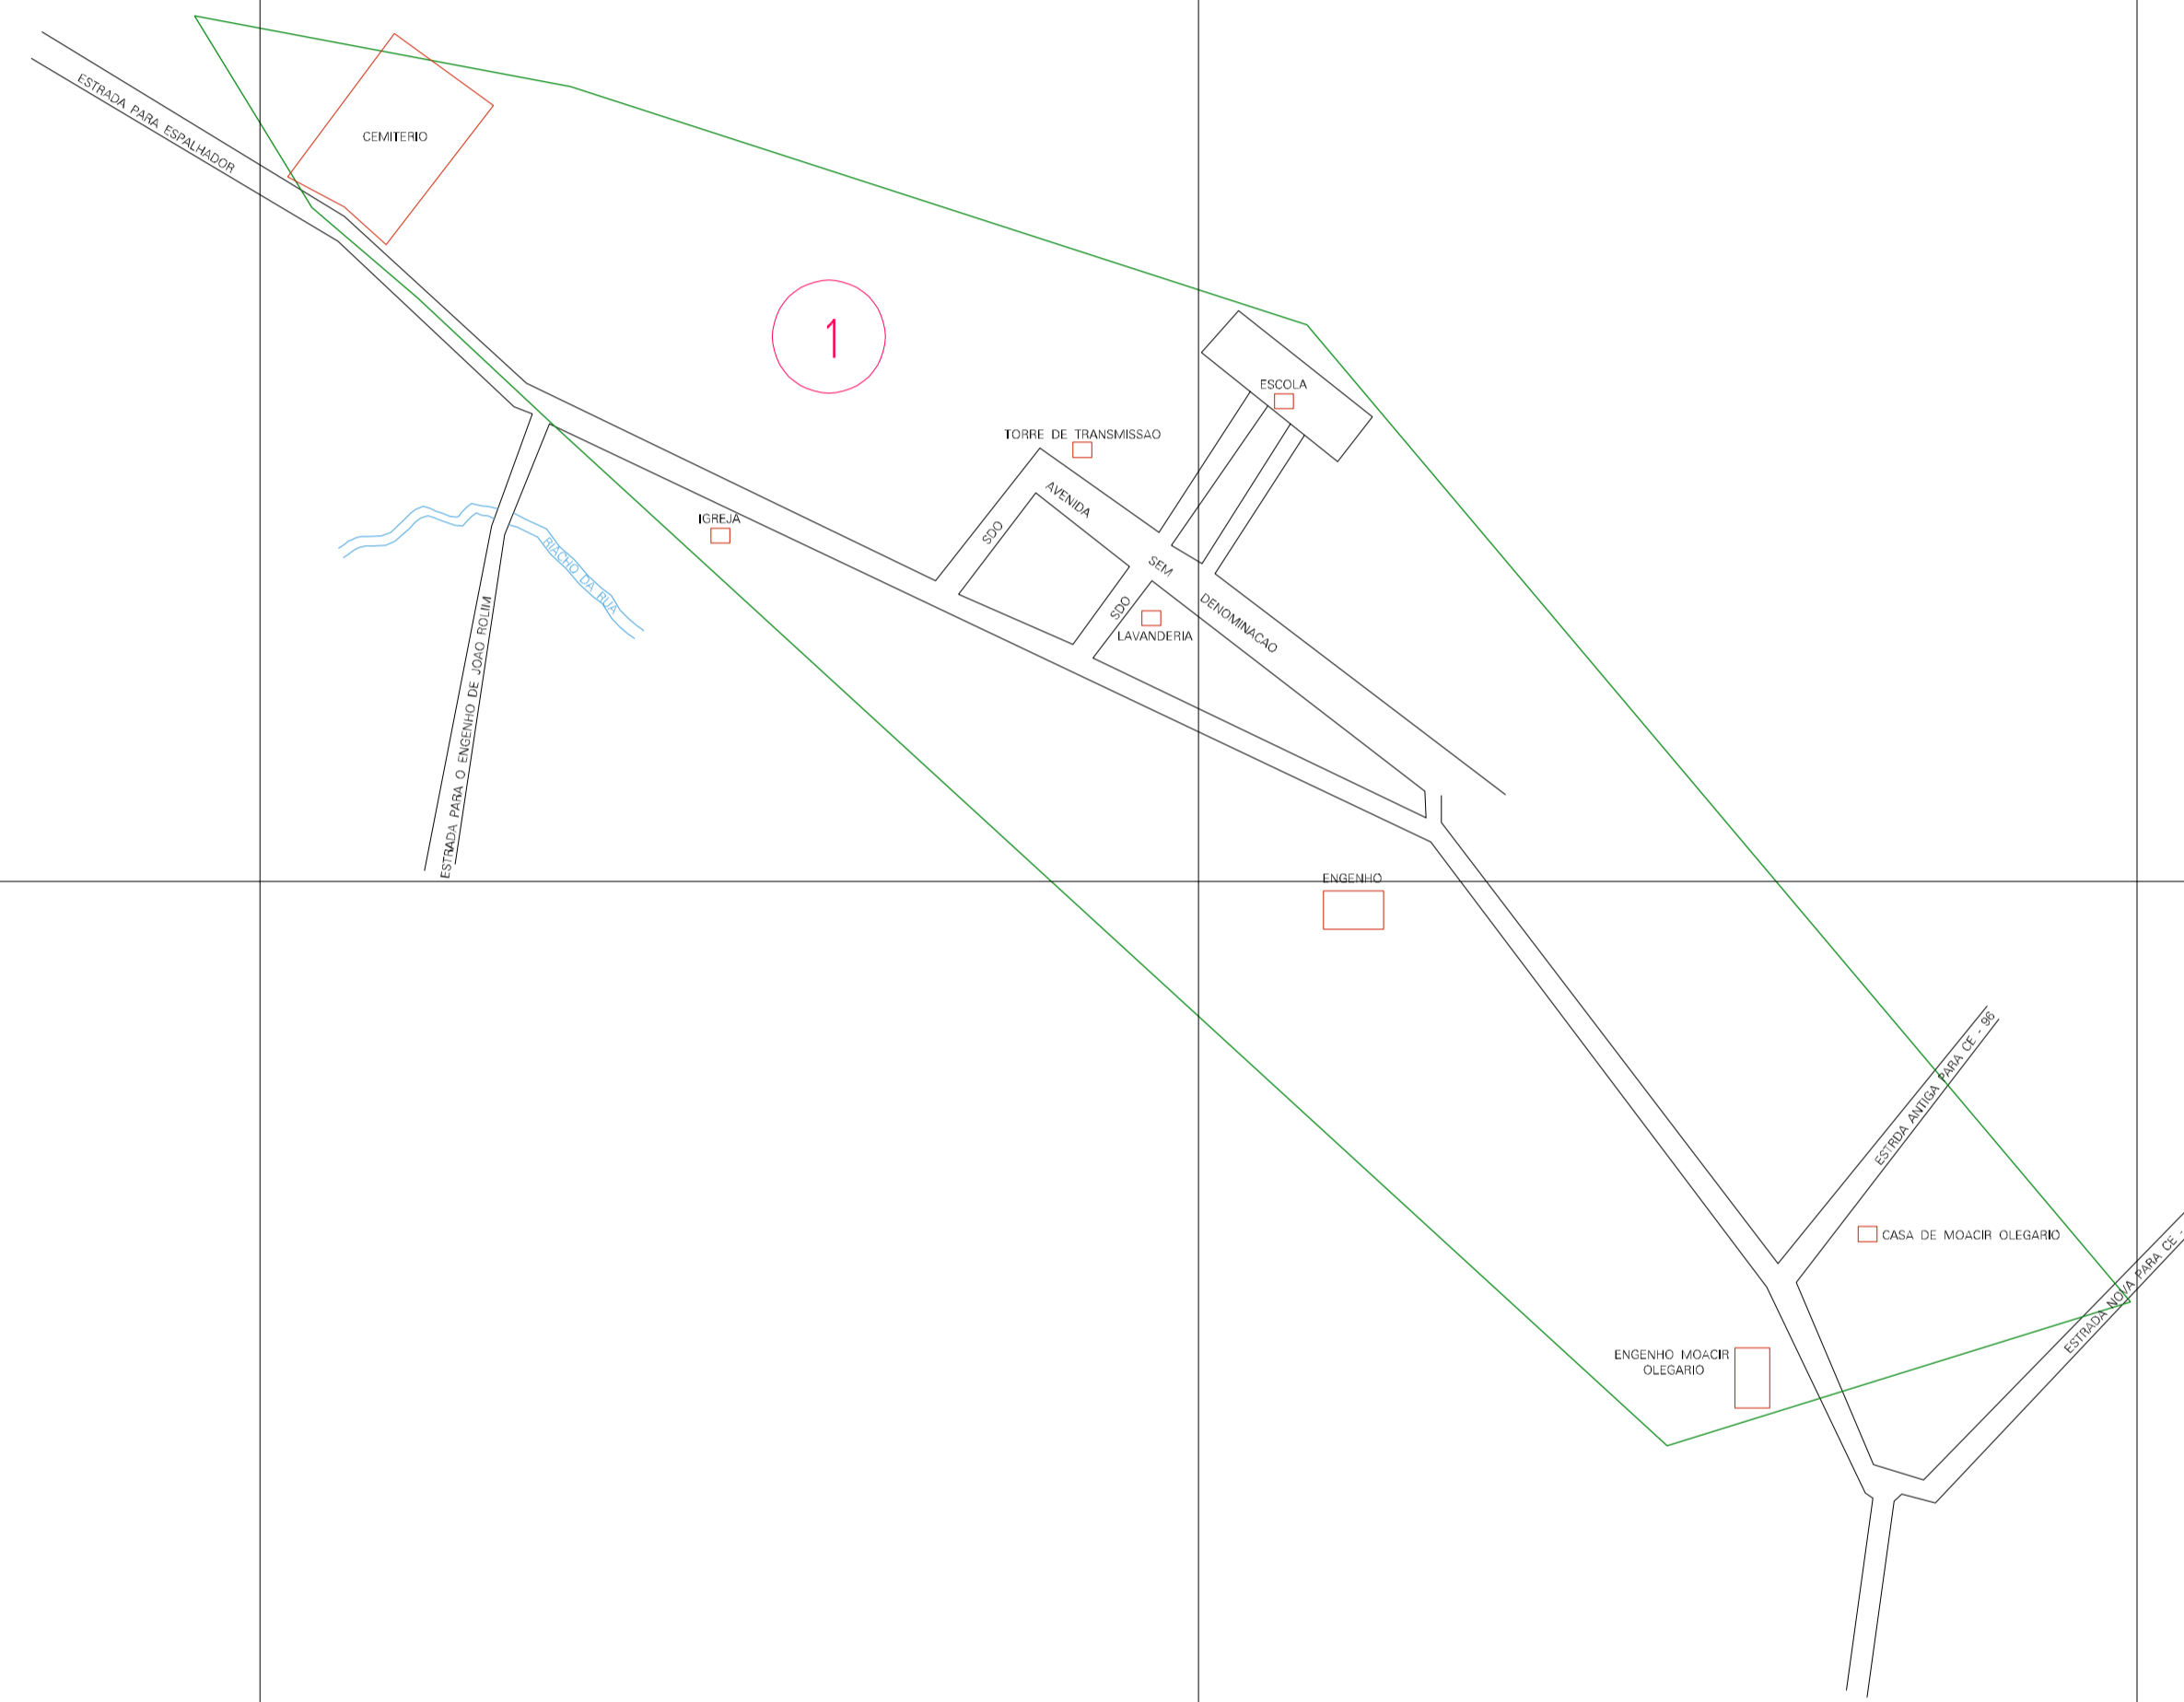 ESTRADA PARA ESPALHADOR
CEMITERIO
1
ESCOLA
TORRE DE TRANSMISSAO
AVENIDA
SEM
DENOMINACAO
SDO
SDO
IGREJA
LAVANDERIA
RIACHO DA RUA
ESTRADA PARA O ENGENHO DE JOAO ROLIM
ENGENHO
ESTRDA ANTIGA PARA CE - 96
CASA DE MOACIR OLEGARIO
ESTRADA NOVA PARA CE -
ENGENHO MOACIR
OLEGARIO